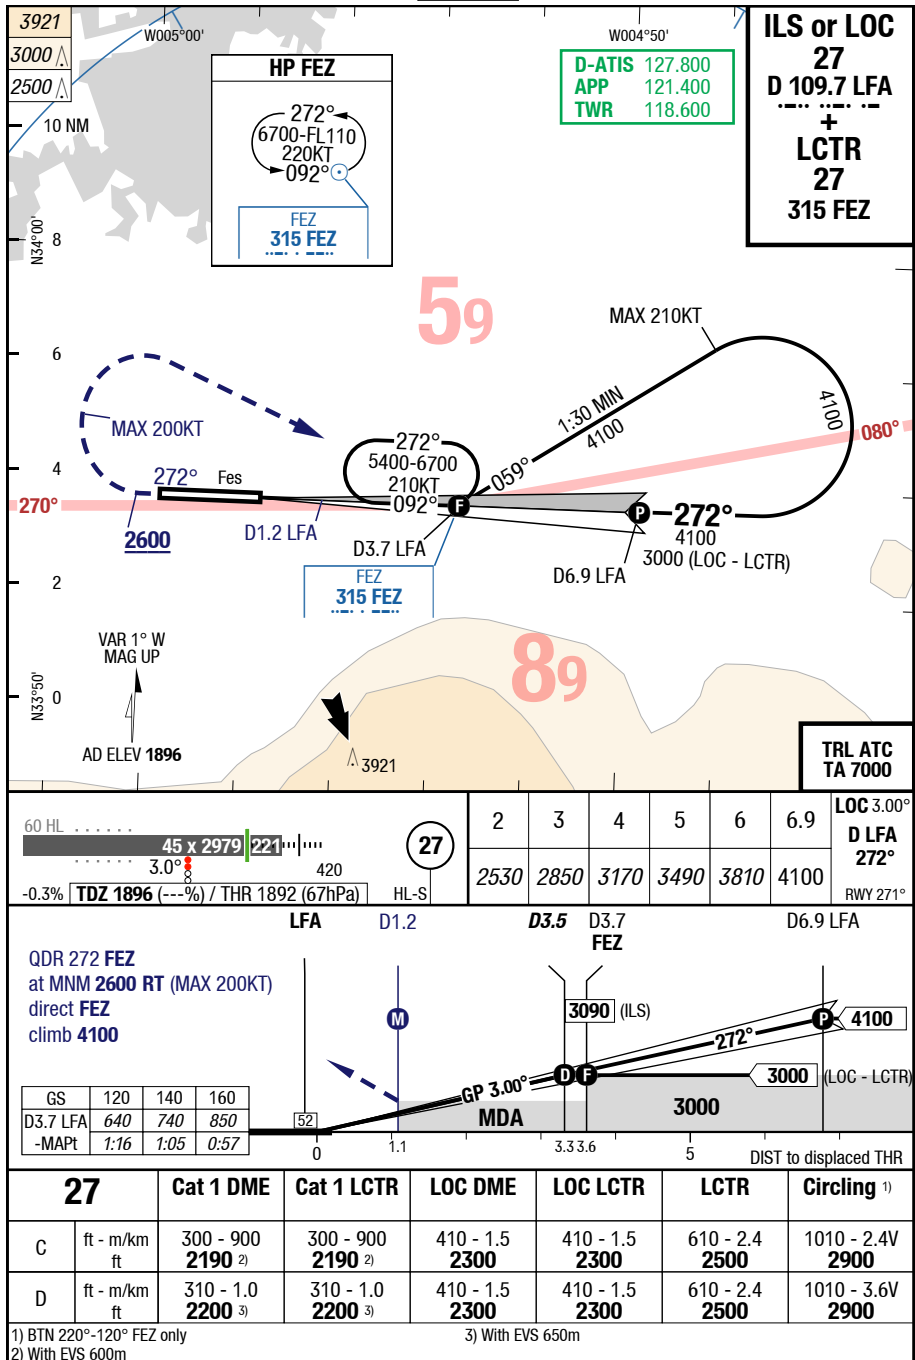 3921
3000
2500
10 NM
W005°00'
W004°50'
HP FEZ
272°
6700-FL110
220KT
092°
FEZ
315 FEZ
D-ATIS 127.800
APP 121.400
TWR 118.600
ILS or LOC
27
D 109.7 LFA
+
LCTR
27
315 FEZ
N34°00'
8
59
MAX 210KT
6
1:30 MIN
4100
4100
MAX 200KT
080°
272°
5400-6700
210KT
092°
059°
4
272°
Fes
270°
F
P
272°
4100
3000 (LOC - LCTR)
2600
D1.2 LFA
D3.7 LFA
D6.9 LFA
FEZ
315 FEZ
2
VAR 1° W
MAG UP
89
N33°50'
0
AD ELEV 1896
3921
TRL ATC
TA 7000
60 HL
45 x 2979 221
3.0°
420
-0.3% TDZ 1896 (---%) / THR 1892 (67hPa)
27
HL-S
2 3 4 5 6 6.9
2530 2850 3170 3490 3810 4100
LOC 3.00°
D LFA
272°
RWY 271°
LFA D1.2 D3.5 D3.7 D6.9 LFA
FEZ
QDR 272 FEZ
at MNM 2600 RT (MAX 200KT)
direct FEZ
climb 4100
M
3090 (ILS)
P 4100
272°
GP 3.00°
D F
3000 (LOC - LCTR)
MDA
3000
52
GS 120 140 160
D3.7 LFA 640 740 850
-MAPt 1:16 1:05 0:57
0 1.1 3.3 3.6 5
DIST to displaced THR
27 Cat 1 DME Cat 1 LCTR LOC DME LOC LCTR LCTR Circling 1)
C ft - m/km 300 - 900 300 - 900 410 - 1.5 410 - 1.5 610 - 2.4 1010 - 2.4V
ft 2190 2) 2190 2) 2300 2300 2500 2900
D ft - m/km 310 - 1.0 310 - 1.0 410 - 1.5 410 - 1.5 610 - 2.4 1010 - 3.6V
ft 2200 3) 2200 3) 2300 2300 2500 2900
1) BTN 220°-120° FEZ only 3) With EVS 650m
2) With EVS 600m